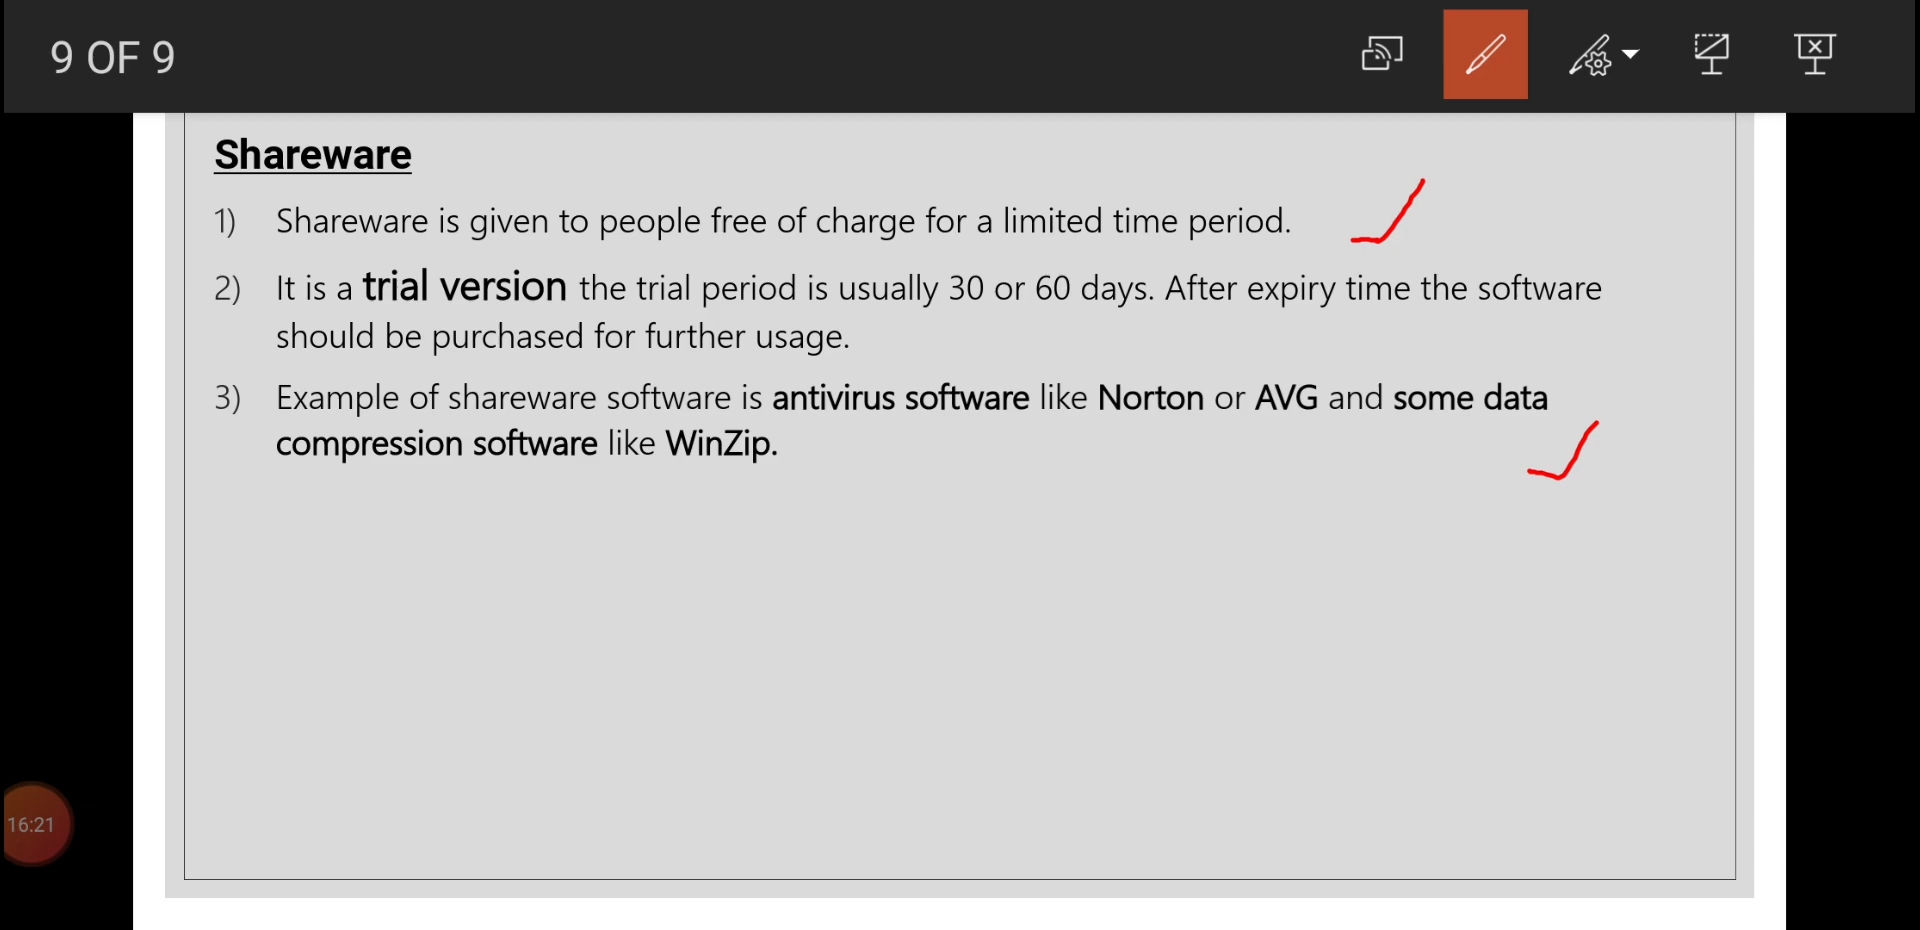 9 OF 9
Shareware
1) Shareware is given to people free of charge for a limited time period.
2) It is a trial version the trial period is usually 30 or 60 days. After expiry time the software
should be purchased for further usage.
3) Example of shareware software is antivirus software like Norton or AVG and some data
compression software like WinZip.
16:21